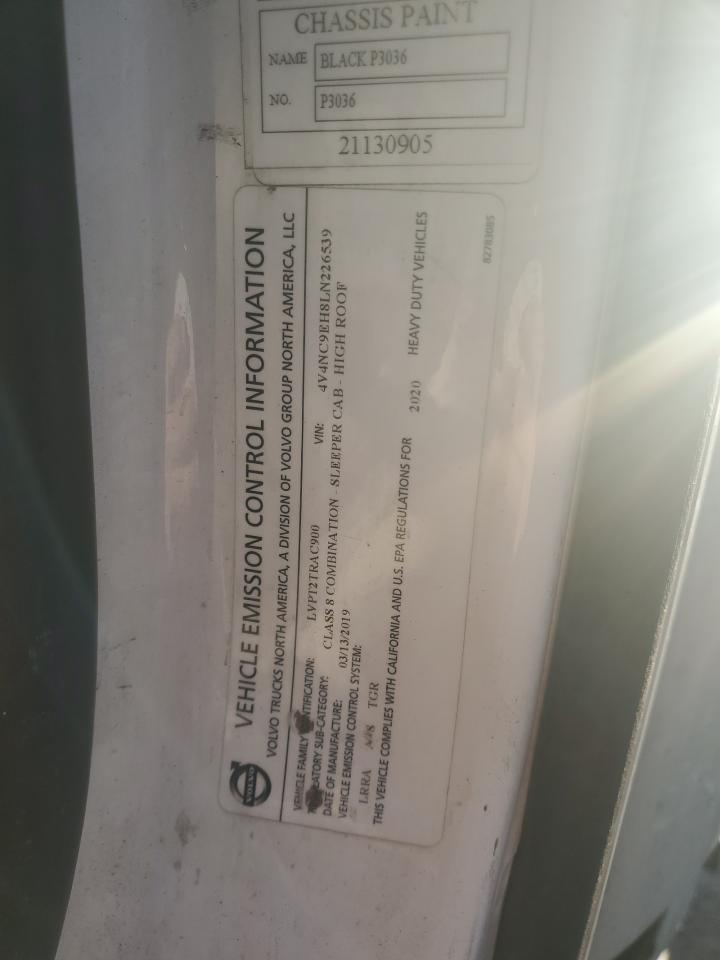 CHASSIS PAINT
NAME BLACK P3036
NO. P3036
21130905
VOLVO
VEHICLE EMISSION CONTROL INFORMATION
VOLVO TRUCKS NORTH AMERICA, A DIVISION OF VOLVO GROUP NORTH AMERICA, LLC
VEHICLE FAMILY LVPT2TRAC900 VIN: 4V4NC9EH8LN226539
SUB-CATEGORY: CLASS 8 COMBINATION - SLEEPER CAB - HIGH ROOF
DATE OF MANUFACTURE: 03/13/2019
VEHICLE EMISSION CONTROL SYSTEM:
LRRA TGR
THIS VEHICLE COMPLIES WITH CALIFORNIA AND U.S. EPA REGULATIONS FOR 2020 HEAVY DUTY VEHICLES
82783085